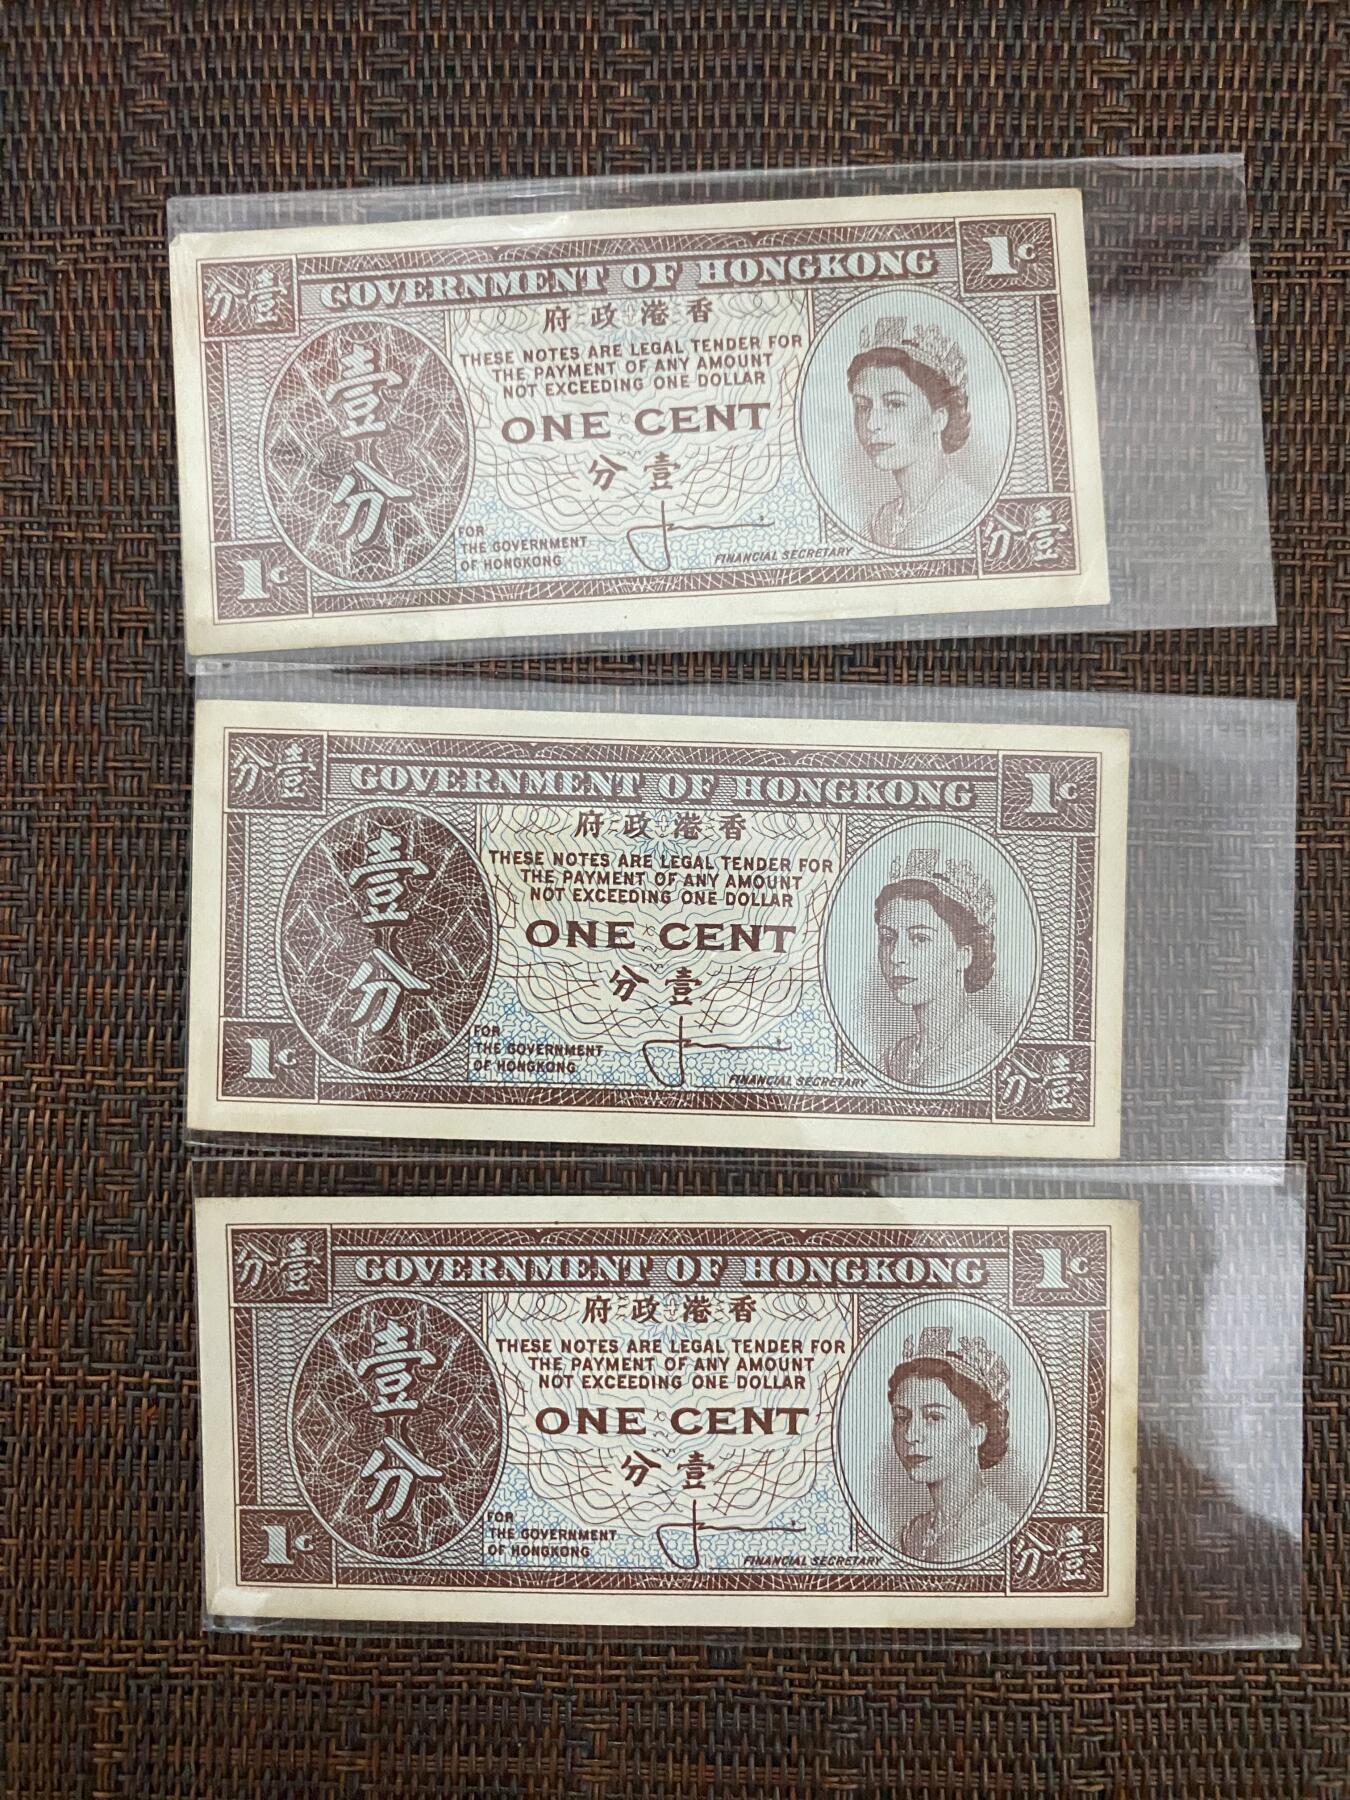 分壹
GOVERNMENT OF HONGKONG
1c
府政港香
壹
分
THESE NOTES ARE LEGAL TENDER FOR
THE PAYMENT OF ANY AMOUNT
NOT EXCEEDING ONE DOLLAR
ONE CENT
分壹
FOR
THE GOVERNMENT
OF HONGKONG
FINANCIAL SECRETARY
1c
分壹
分壹
GOVERNMENT OF HONGKONG
1c
府政港香
壹
分
THESE NOTES ARE LEGAL TENDER FOR
THE PAYMENT OF ANY AMOUNT
NOT EXCEEDING ONE DOLLAR
ONE CENT
分壹
FOR
THE GOVERNMENT
OF HONGKONG
FINANCIAL SECRETARY
1c
分壹
分壹
GOVERNMENT OF HONGKONG
1c
府政港香
壹
分
THESE NOTES ARE LEGAL TENDER FOR
THE PAYMENT OF ANY AMOUNT
NOT EXCEEDING ONE DOLLAR
ONE CENT
分壹
FOR
THE GOVERNMENT
OF HONGKONG
FINANCIAL SECRETARY
1c
分壹